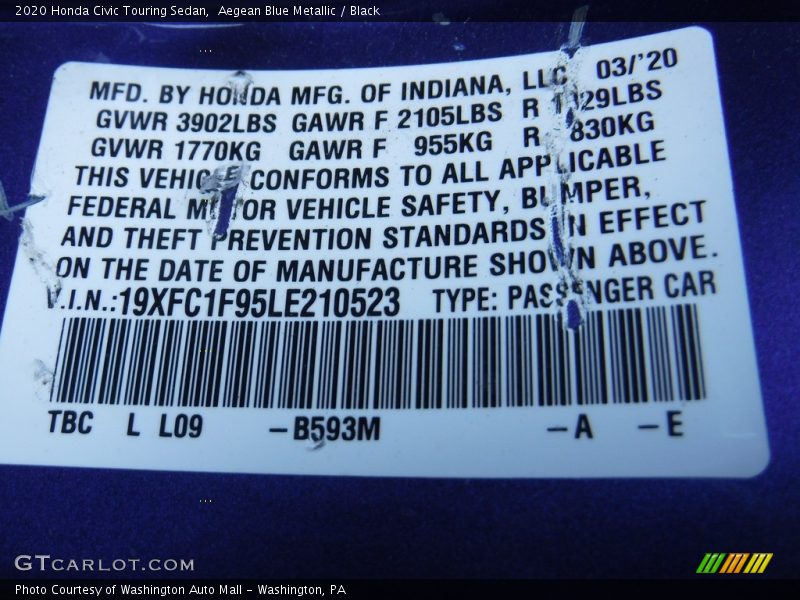 2020 Honda Civic Touring Sedan, Aegean Blue Metallic / Black
MFD. BY HONDA MFG. OF INDIANA, LLC 03/'20
GVWR 3902LBS GAWR F 2105LBS R 1829LBS
GVWR 1770KG GAWR F 955KG R 830KG
THIS VEHICLE CONFORMS TO ALL APPLICABLE
FEDERAL MOTOR VEHICLE SAFETY, BUMPER,
AND THEFT PREVENTION STANDARDS IN EFFECT
ON THE DATE OF MANUFACTURE SHOWN ABOVE.
V.I.N.:19XFC1F95LE210523 TYPE: PASSENGER CAR
TBC L L09 –B593M –A –E
GTCARLOT.COM
Photo Courtesy of Washington Auto Mall – Washington, PA